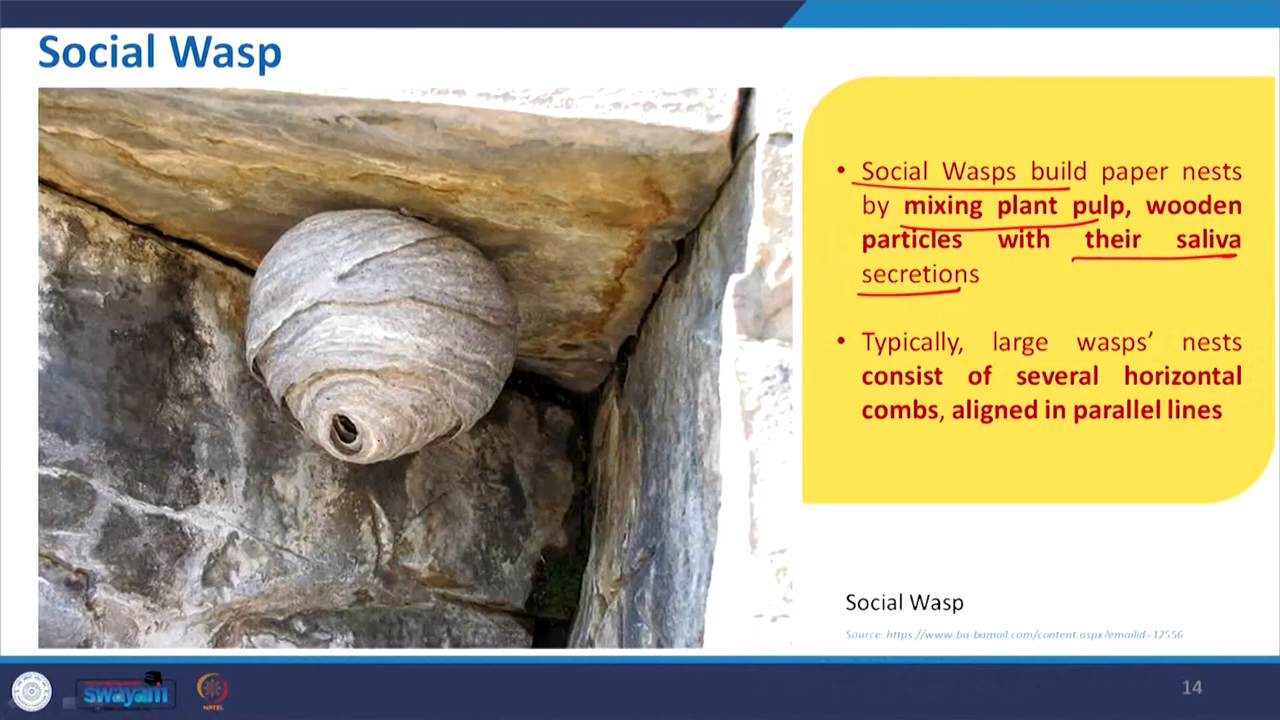 Social Wasp
• Social Wasps build paper nests
by mixing plant pulp, wooden
particles with their saliva
secretions
• Typically, large wasps’ nests
consist of several horizontal
combs, aligned in parallel lines
Social Wasp
Source: https://www.ba-bamail.com/content.aspx?emailid=12556
swayam
NPTEL
14